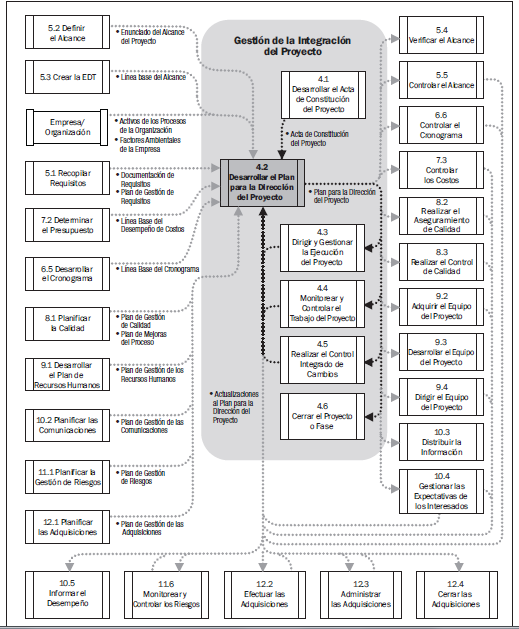 5.2 Definir
el Alcance
• Enunciado del Alcance
del Proyecto
5.3 Crear la EDT
• Línea base del Alcance
Empresa/
Organización
• Activos de los Procesos
de la Organización
• Factores Ambientales
de la Empresa
5.1 Recopilar
Requisitos
• Documentación de
Requisitos
• Plan de Gestión de
Requisitos
7.2 Determinar
el Presupuesto
• Línea Base del
Desempeño de Costos
6.5 Desarrollar
el Cronograma
• Línea Base del Cronograma
8.1 Planificar
la Calidad
• Plan de Gestión
de Calidad
• Plan de Mejoras
del Proceso
9.1 Desarrollar
el Plan de
Recursos Humanos
• Plan de Gestión de los
Recursos Humanos
10.2 Planificar las
Comunicaciones
• Plan de Gestión de las
Comunicaciones
11.1 Planificar la
Gestión de Riesgos
• Plan de Gestión
de Riesgos
12.1 Planificar
las Adquisiciones
• Plan de Gestión de las
Adquisiciones
Gestión de la Integración
del Proyecto
4.1
Desarrollar el Acta
de Constitución
del Proyecto
• Acta de Constitución
del Proyecto
4.2
Desarrollar el Plan
para la Dirección
del Proyecto
• Plan para la Dirección
del Proyecto
4.3
Dirigir y Gestionar
la Ejecución
del Proyecto
4.4
Monitorear y
Controlar el
Trabajo del Proyecto
4.5
Realizar el Control
Integrado de
Cambios
4.6
Cerrar el Proyecto
o Fase
• Actualizaciones
al Plan para la
Dirección del
Proyecto
5.4
Verificar el Alcance
5.5
Controlar el Alcance
6.6
Controlar el
Cronograma
7.3
Controlar
los Costos
8.2
Realizar el
Aseguramiento
de Calidad
8.3
Realizar el Control
de Calidad
9.2
Adquirir el Equipo
del Proyecto
9.3
Desarrollar el Equipo
del Proyecto
9.4
Dirigir el Equipo
del Proyecto
10.3
Distribuir la
Información
10.4
Gestionar las
Expectativas de
los Interesados
10.5
Informar el
Desempeño
11.6
Monitorear y
Controlar los Riesgos
12.2
Efectuar las
Adquisiciones
12.3
Administrar
las Adquisiciones
12.4
Cerrar las
Adquisiciones